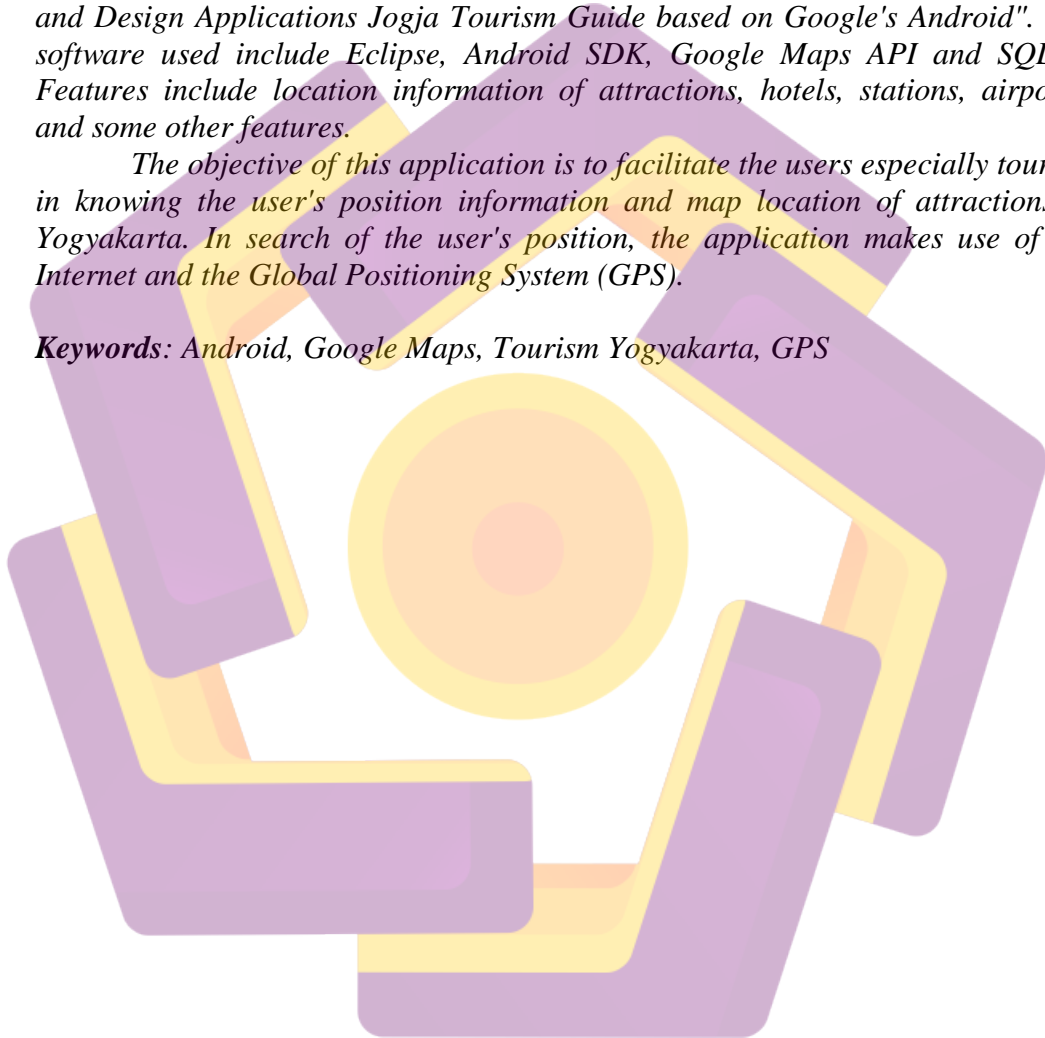 and Design Applications Jogja Tourism Guide based on Google's Android".
software used include Eclipse, Android SDK, Google Maps API and
Features include location information of attractions, hotels, stations,
and some other features.
The objective of this application is to facilitate the users especially
in knowing the user's position information and map location of
Yogyakarta. In search of the user's position, the application makes use of
Internet and the Global Positioning System (GPS).
Keywords: Android, Google Maps, Tourism Yogyakarta, GPS